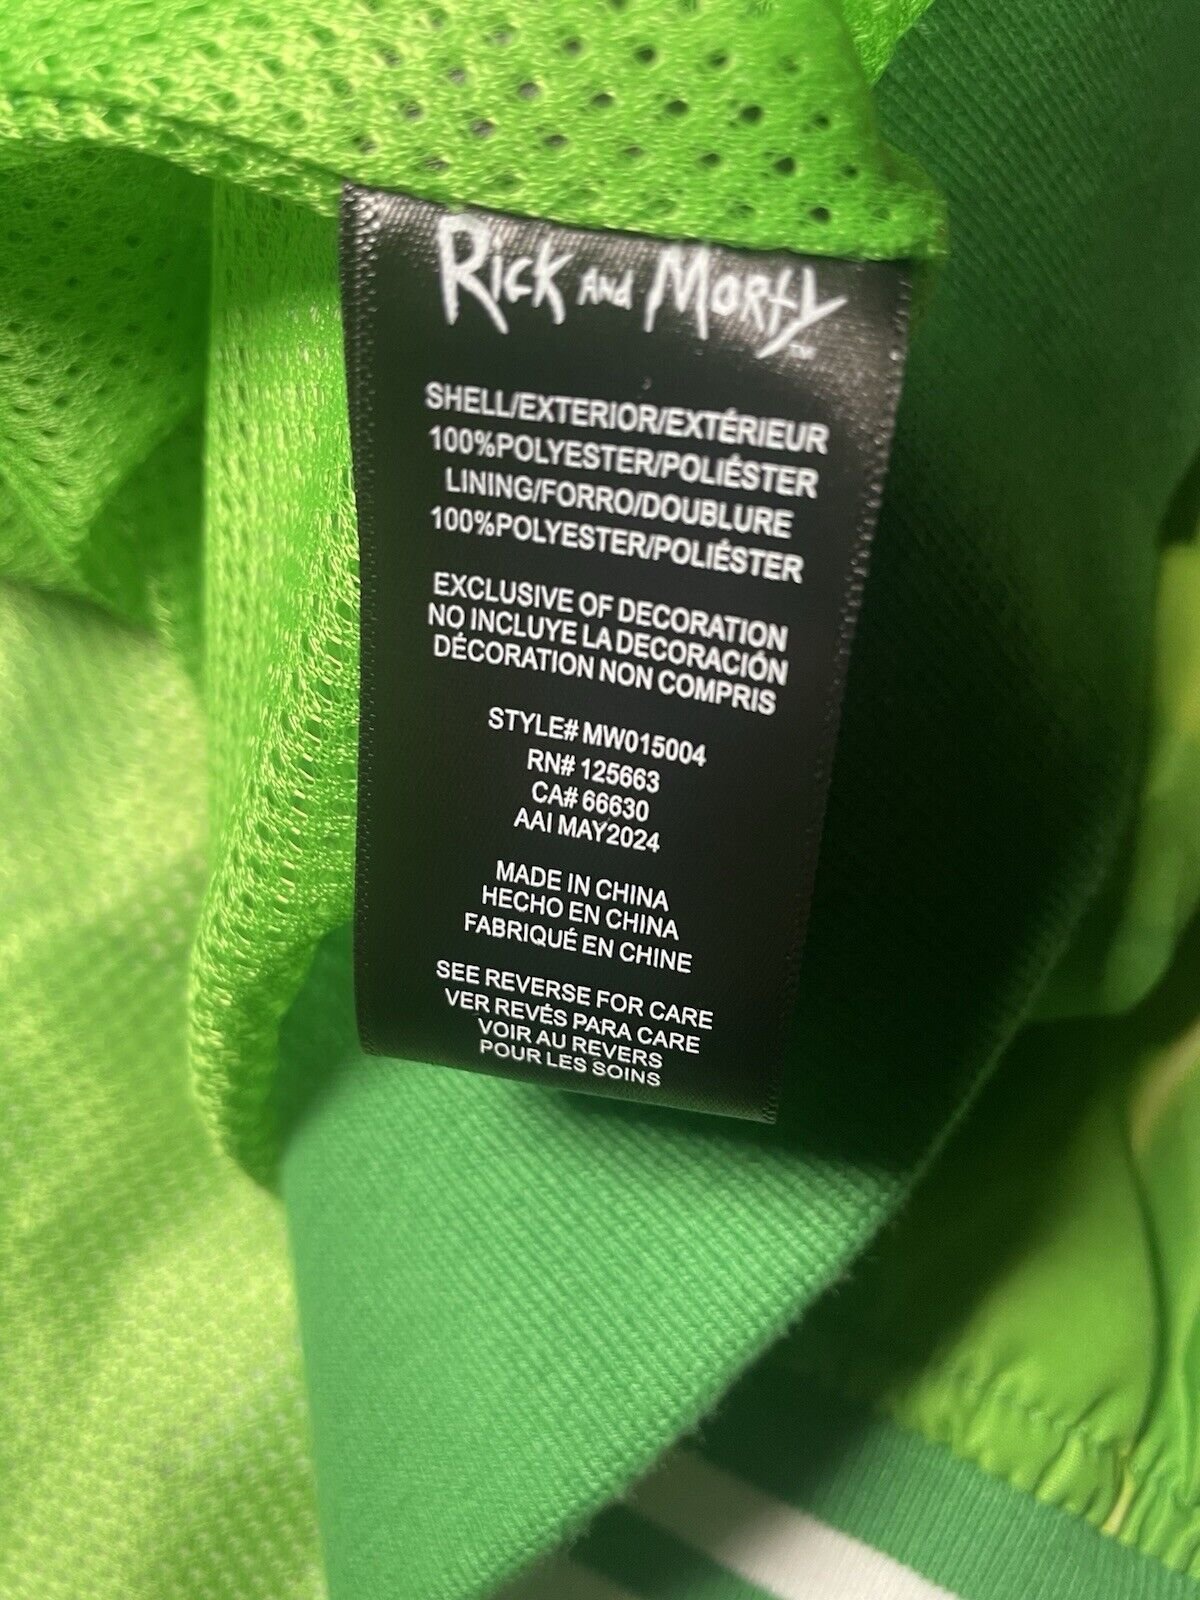 Rick and Morty™
SHELL/EXTERIOR/EXTÉRIEUR
100%POLYESTER/POLIÉSTER
LINING/FORRO/DOUBLURE
100%POLYESTER/POLIÉSTER
EXCLUSIVE OF DECORATION
NO INCLUYE LA DECORACIÓN
DÉCORATION NON COMPRIS
STYLE# MW015004
RN# 125663
CA# 66630
AAI MAY2024
MADE IN CHINA
HECHO EN CHINA
FABRIQUÉ EN CHINE
SEE REVERSE FOR CARE
VER REVÉS PARA CARE
VOIR AU REVERS
POUR LES SOINS